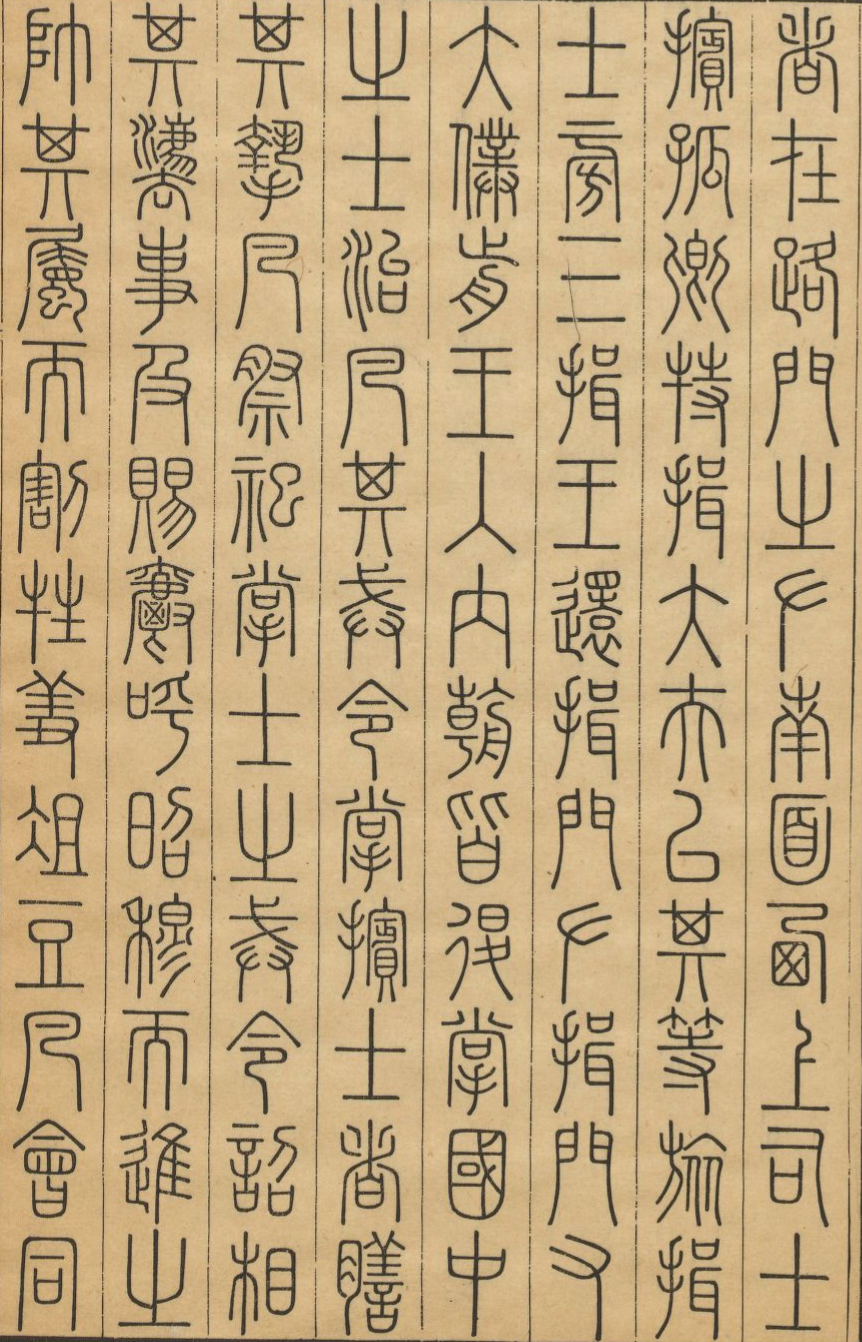 者在路門之左南面西上司士
擯孤卿特揖大夫以其等旅揖
士旁三揖王還揖門左揖門右
大僕前王入內朝皆退掌國中
之士治凡其戒令掌擯士者膳
其摯凡祭祀掌士之戒令詔相
其灋事及賜爵呼昭穆而進之
帥其屬而割牲羞俎豆凡會同